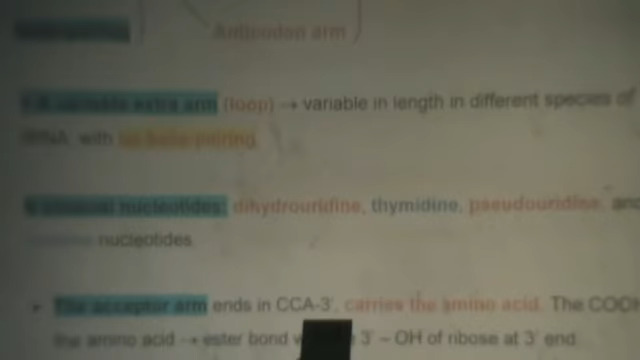 Anticodon arm
A variable extra arm (loop) → variable in length in different species of
tRNA, with no base-pairing
unusual nucleotides: dihydrouridine, thymidine, pseudouridine, and
nucleotides
• The acceptor arm ends in CCA-3', carries the amino acid. The COOH
the amino acid → ester bond 3' – OH of ribose at 3' end